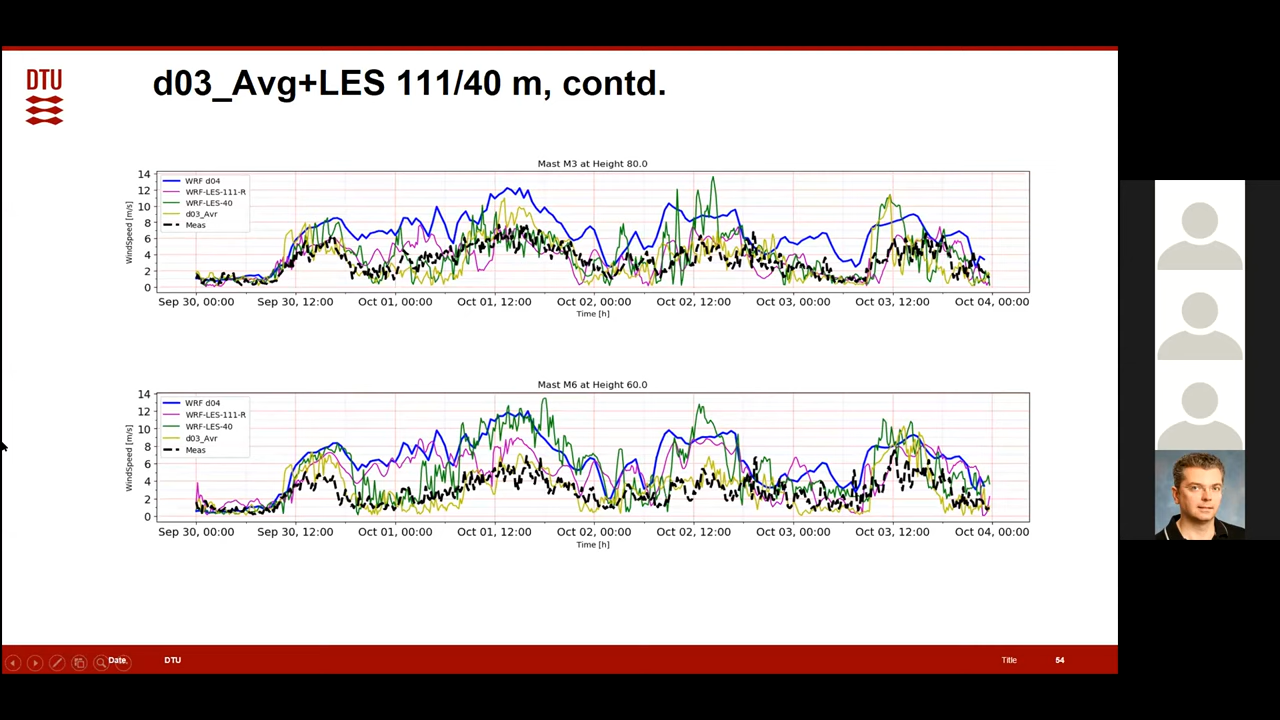 DTU
d03_Avg+LES 111/40 m, contd.
Mast M3 at Height 80.0
WindSpeed [m/s]
14
12
10
8
6
4
2
0
WRF d04
WRF-LES-111-R
WRF-LES-40
d03_Avr
Meas
Sep 30, 00:00 Sep 30, 12:00 Oct 01, 00:00 Oct 01, 12:00 Oct 02, 00:00 Oct 02, 12:00 Oct 03, 00:00 Oct 03, 12:00 Oct 04, 00:00
Time [h]
Mast M6 at Height 60.0
WindSpeed [m/s]
14
12
10
8
6
4
2
0
WRF d04
WRF-LES-111-R
WRF-LES-40
d03_Avr
Meas
Sep 30, 00:00 Sep 30, 12:00 Oct 01, 00:00 Oct 01, 12:00 Oct 02, 00:00 Oct 02, 12:00 Oct 03, 00:00 Oct 03, 12:00 Oct 04, 00:00
Time [h]
Date. DTU Title 54